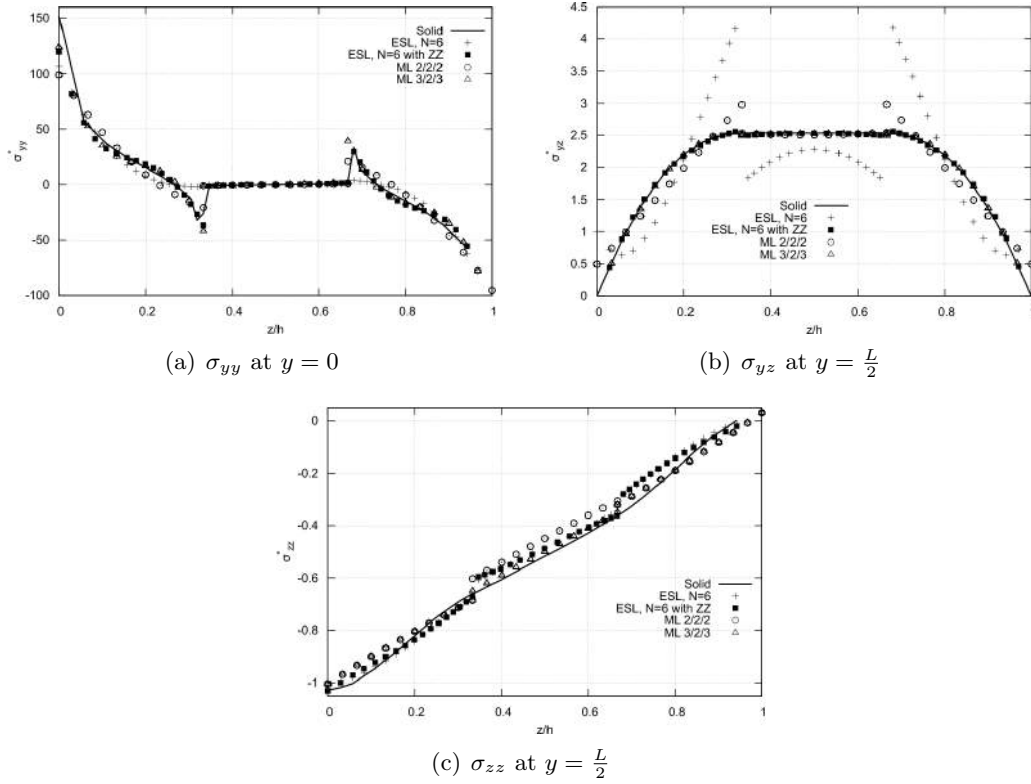 150
100
50
0
-50
-100
σ*yy
0
0.2
0.4
0.6
0.8
1
z/h
Solid
ESL, N=6
ESL, N=6 with ZZ
ML 2/2/2
ML 3/2/3
(a) σyy at y = 0
4.5
4
3.5
3
2.5
2
1.5
1
0.5
0
σ*yz
0
0.2
0.4
0.6
0.8
1
z/h
Solid
ESL, N=6
ESL, N=6 with ZZ
ML 2/2/2
ML 3/2/3
(b) σyz at y = L/2
0
-0.2
-0.4
-0.6
-0.8
-1
σ*zz
0
0.2
0.4
0.6
0.8
1
z/h
Solid
ESL, N=6
ESL, N=6 with ZZ
ML 2/2/2
ML 3/2/3
(c) σzz at y = L/2